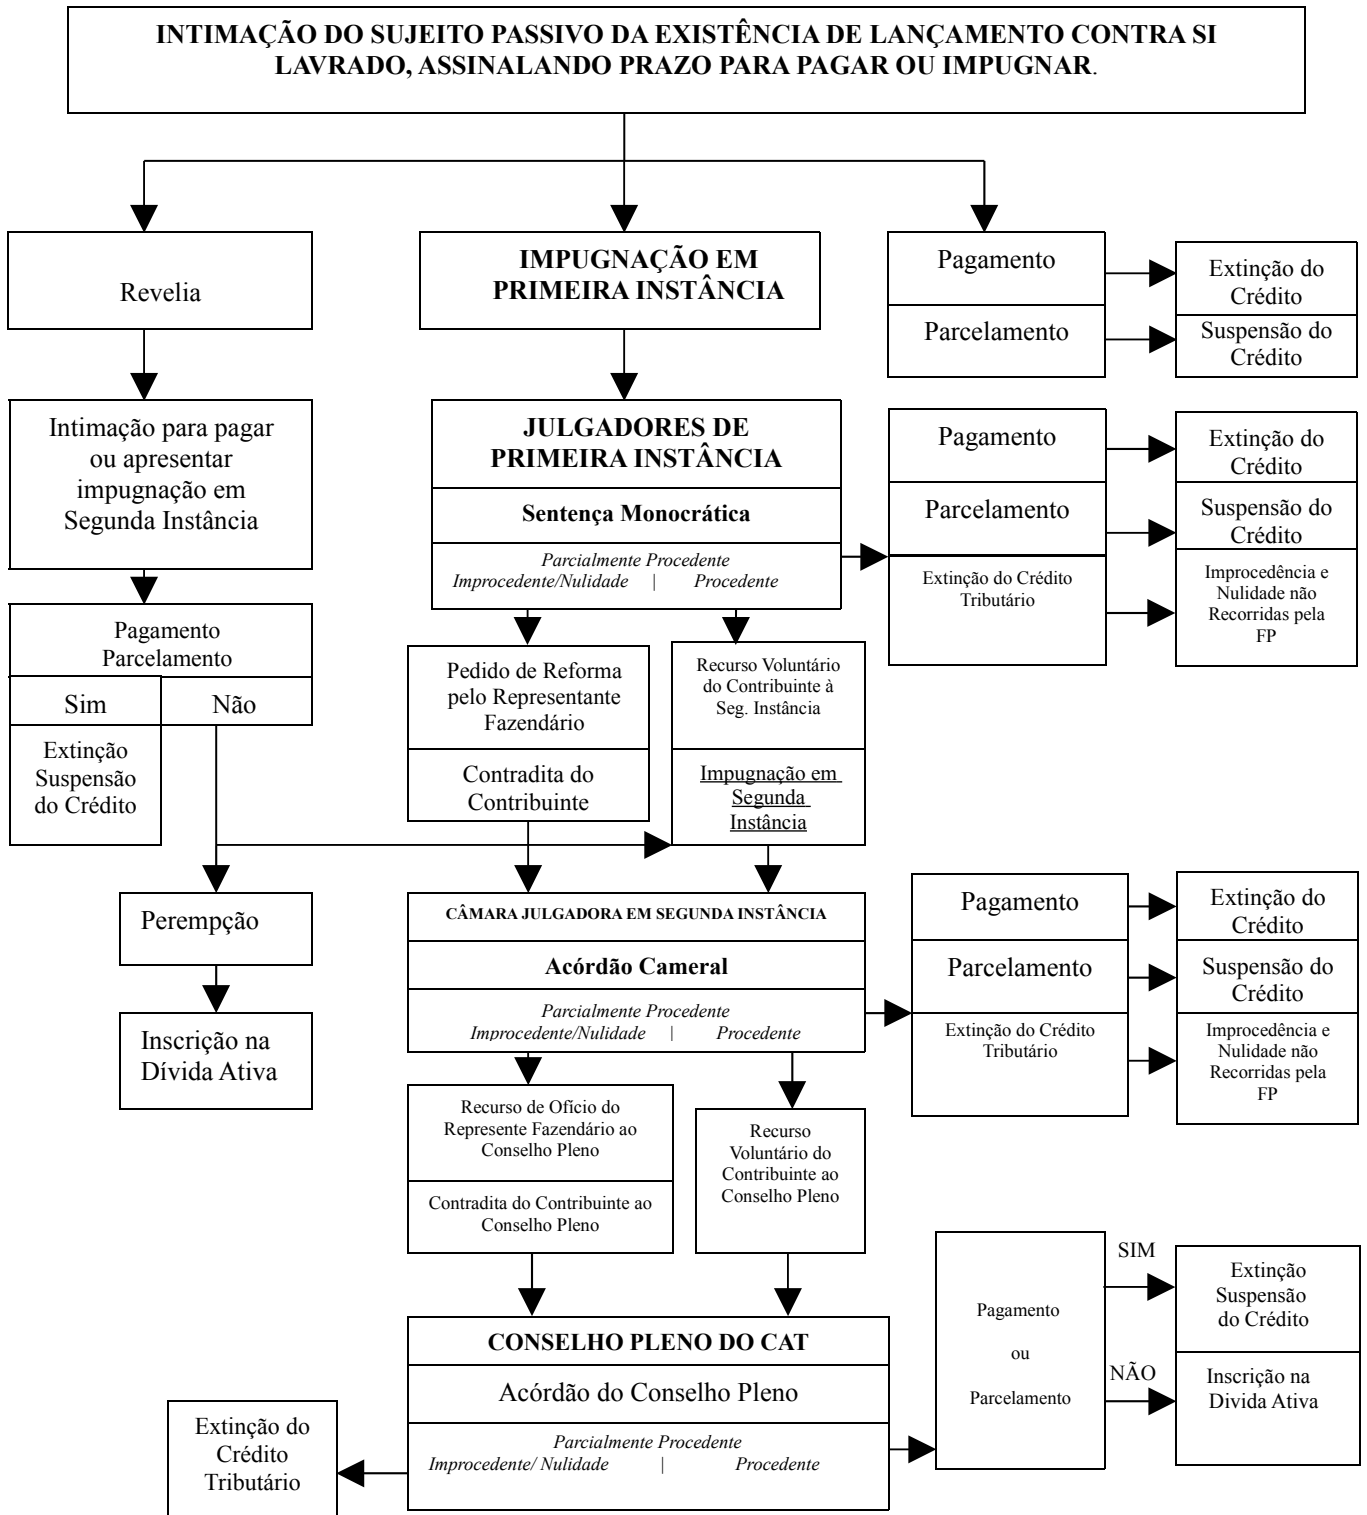 INTIMAÇÃO DO SUJEITO PASSIVO DA EXISTÊNCIA DE LANÇAMENTO CONTRA SI
LAVRADO, ASSINALANDO PRAZO PARA PAGAR OU IMPUGNAR.
Revelia
IMPUGNAÇÃO EM
PRIMEIRA INSTÂNCIA
Pagamento
Extinção do
Crédito
Parcelamento
Suspensão do
Crédito
Intimação para pagar
ou apresentar
impugnação em
Segunda Instância
JULGADORES DE
PRIMEIRA INSTÂNCIA
Sentença Monocrática
Parcialmente Procedente
Improcedente/Nulidade | Procedente
Pagamento
Extinção do
Crédito
Parcelamento
Suspensão do
Crédito
Extinção do Crédito
Tributário
Improcedência e
Nulidade não
Recorridas pela
FP
Pagamento
Parcelamento
Sim
Não
Extinção
Suspensão
do Crédito
Pedido de Reforma
pelo Representante
Fazendário
Contradita do
Contribuinte
Recurso Voluntário
do Contribuinte à
Seg. Instância
Impugnação em
Segunda
Instância
Perempção
Inscrição na
Dívida Ativa
CÂMARA JULGADORA EM SEGUNDA INSTÂNCIA
Acórdão Cameral
Parcialmente Procedente
Improcedente/Nulidade | Procedente
Pagamento
Extinção do
Crédito
Parcelamento
Suspensão do
Crédito
Extinção do Crédito
Tributário
Improcedência e
Nulidade não
Recorridas pela
FP
Recurso de Ofício do
Represente Fazendário ao
Conselho Pleno
Contradita do Contribuinte ao
Conselho Pleno
Recurso
Voluntário do
Contribuinte ao
Conselho Pleno
CONSELHO PLENO DO CAT
Acórdão do Conselho Pleno
Parcialmente Procedente
Improcedente/ Nulidade | Procedente
Extinção do
Crédito
Tributário
Pagamento
ou
Parcelamento
SIM
Extinção
Suspensão
do Crédito
NÃO
Inscrição na
Divida Ativa